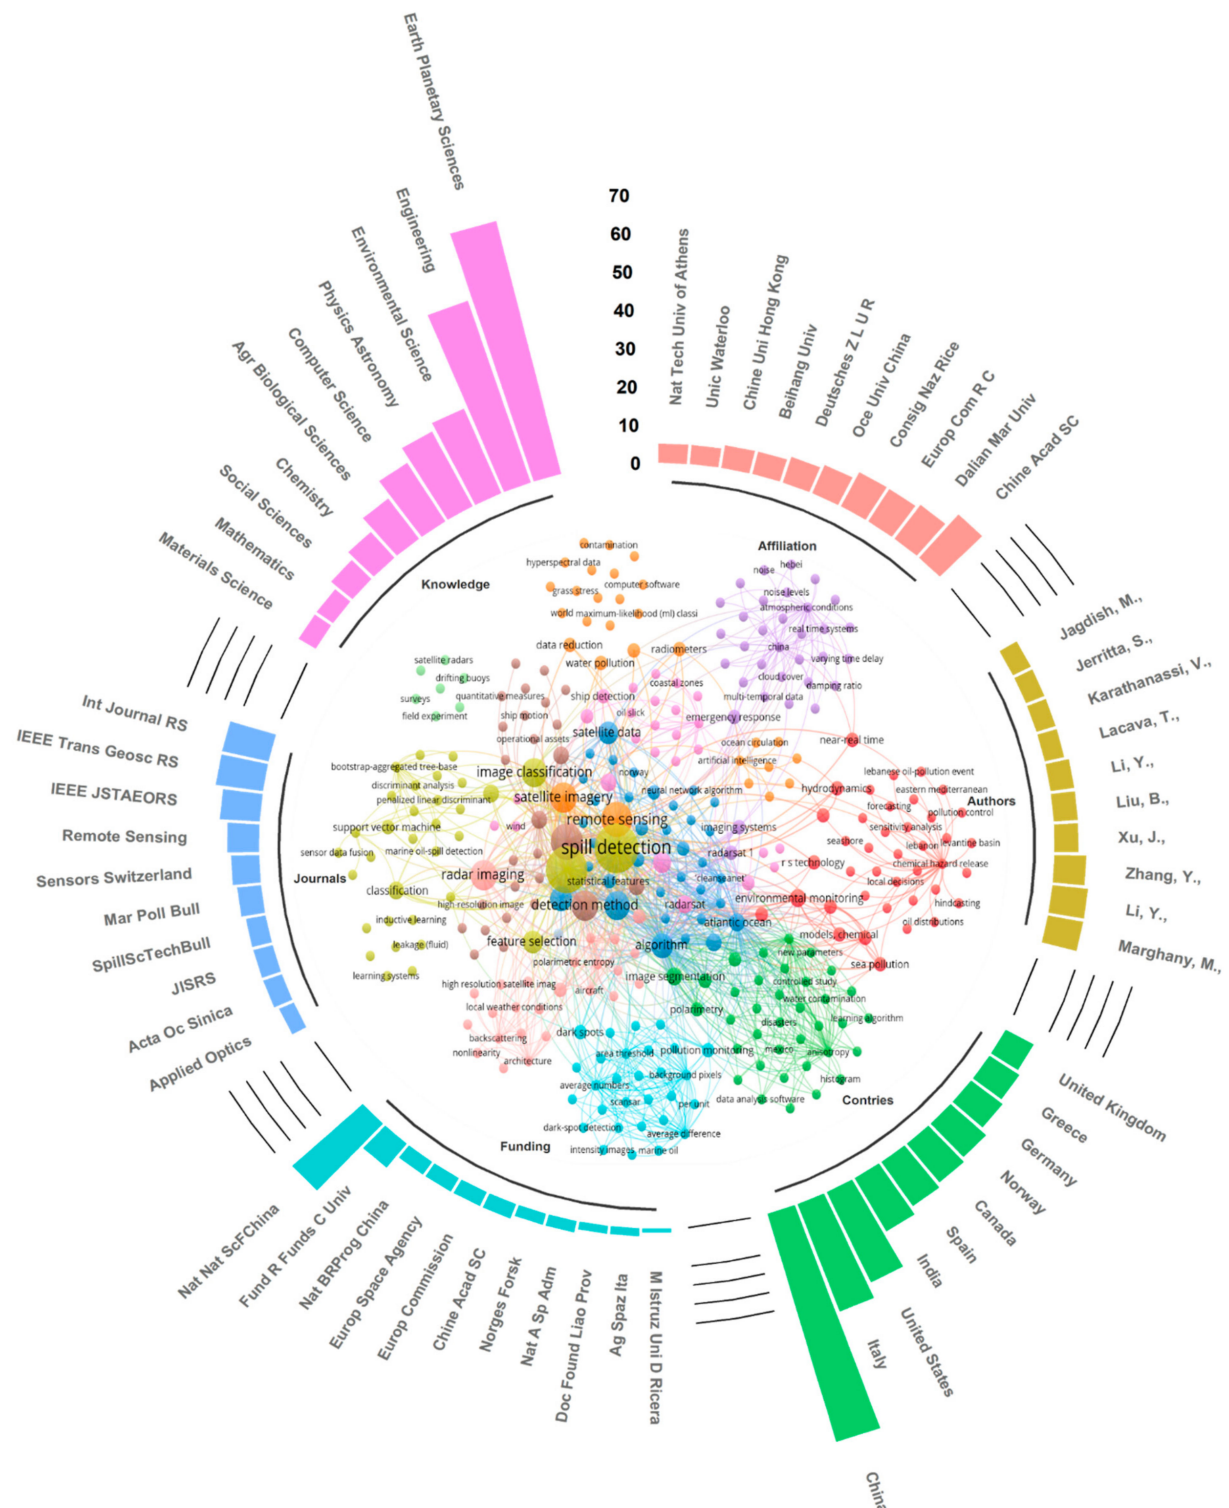 Earth Planetary Sciences
Engineering
Environmental Science
Physics Astronomy
Computer Science
Agr Biological Sciences
Chemistry
Social Sciences
Mathematics
Materials Science
70
60
50
40
30
20
10
0
Nat Tech Univ of Athens
Unic Waterloo
Chine Uni Hong Kong
Beihang Univ
Deutsches Z L U R
Oce Univ China
Consig Naz Rice
Europ Com R C
Dalian Mar Univ
Chine Acad SC
Jagdish, M.,
Jerritta, S.,
Karathanassi, V.,
Lacava, T.,
Li, Y.,
Liu, B.,
Xu, J.,
Zhang, Y.,
Li, Y.,
Marghany, M.,
United Kingdom
Greece
Germany
Norway
Canada
Spain
India
United States
Italy
China
M Istruz Uni D Ricera
Ag Spaz Ita
Doc Found Liao Prov
Nat A Sp Adm
Norges Forsk
Chine Acad SC
Europ Commission
Europ Space Agency
Nat BRProg China
Fund R Funds C Univ
Nat Nat ScFChina
Applied Optics
Acta Oc Sinica
JISRS
SpillScTechBull
Mar Poll Bull
Sensors Switzerland
Remote Sensing
IEEE JSTAEORS
IEEE Trans Geosc RS
Int Journal RS
Knowledge
Affiliation
Authors
Contries
Funding
Journals
contamination
hyperspectral data
grass stress
computer software
world
maximum-likelihood (ml) classi
data reduction
radiometers
water pollution
noise
hebei
noise levels
atmospheric conditions
real time systems
china
varying time delay
cloud cover
damping ratio
multi-temporal data
emergency response
satellite radars
drifting buoys
surveys
quantitative measures
field experiment
ship motion
operational assets
ship detection
coastal zones
oil slick
satellite data
ocean circulation
artificial intelligence
near-real time
bootstrap-aggregated tree-base
image classification
norway
discriminant analysis
penalized linear discriminant
satellite imagery
neural network algorithm
hydrodynamics
lebanese oil-pollution event
eastern mediterranean
forecasting
pollution control
support vector machine
wind
remote sensing
imaging systems
sensitivity analysis
seashore
lebanon
levantine basin
sensor data fusion
marine oil-spill detection
spill detection
radarsat 1
r s technology
chemical hazard release
radar imaging
statistical features
cleanseanet
local decisions
classification
high resolution image
detection method
radarsat
environmental monitoring
hindcasting
inductive learning
atlantic ocean
oil distributions
leakage (fluid)
feature selection
algorithm
models, chemical
new parameters
sea pollution
learning systems
polarimetric entropy
image segmentation
high resolution satellite imag
aircraft
controlled study
water contamination
local weather conditions
polarimetry
disasters
learning algorithm
dark spots
backscattering
nonlinearity
architecture
area threshold
pollution monitoring
mexico
anisotropy
background pixels
histogram
average numbers
scansar
per unit
data analysis software
dark-spot detection
average difference
intensity images
marine oil